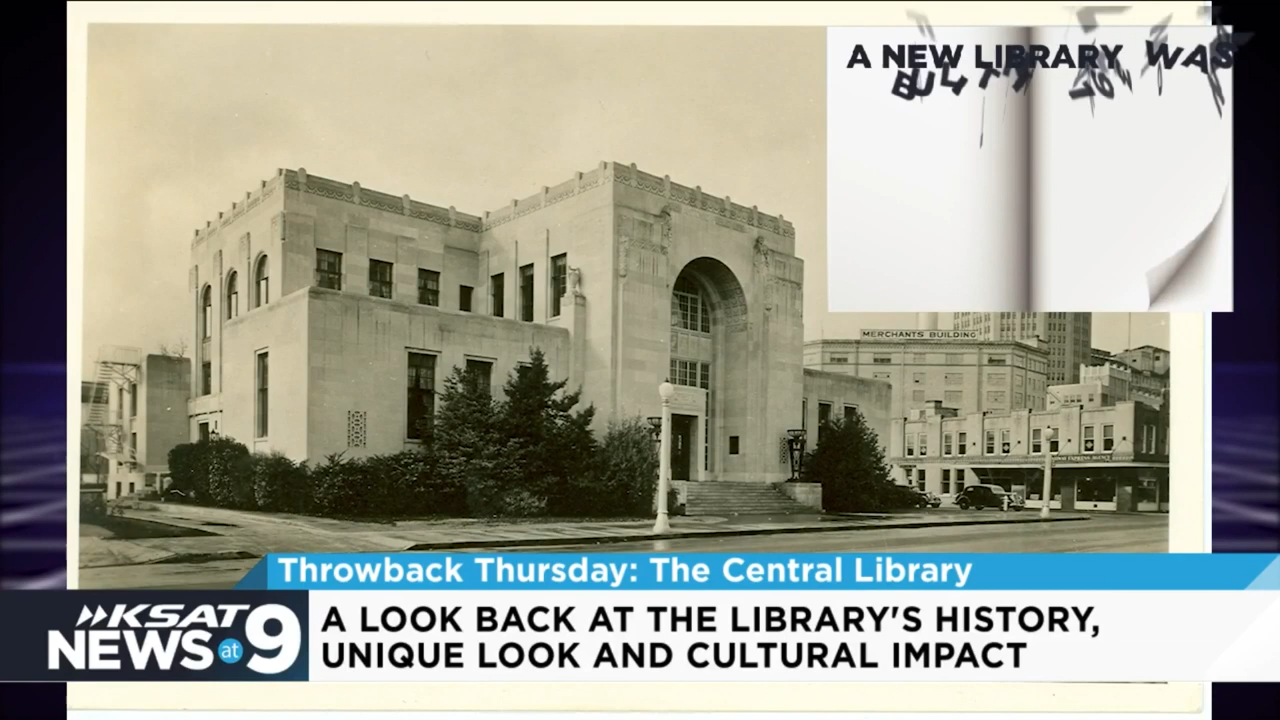 A NEW LIBRARY WAS
BUILT
MERCHANTS BUILDING
Throwback Thursday: The Central Library
KSAT
NEWS at 9
A LOOK BACK AT THE LIBRARY'S HISTORY,
UNIQUE LOOK AND CULTURAL IMPACT